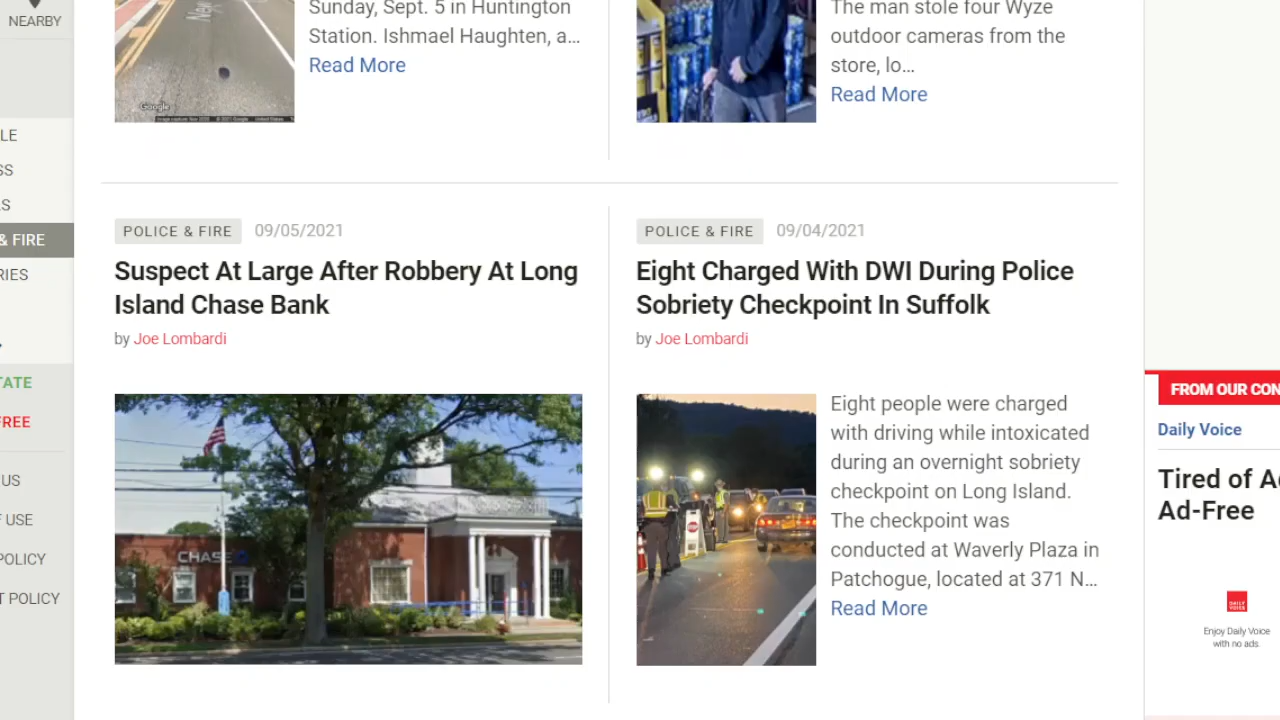 NEARBY
LE
SS
LS
& FIRE
RIES
TATE
FREE
US
F USE
POLICY
T POLICY
Sunday, Sept. 5 in Huntington
Station. Ishmael Haughten, a...
Read More
Google
The man stole four Wyze
outdoor cameras from the
store, lo...
Read More
POLICE & FIRE 09/05/2021
Suspect At Large After Robbery At Long
Island Chase Bank
by Joe Lombardi
CHASE
POLICE & FIRE 09/04/2021
Eight Charged With DWI During Police
Sobriety Checkpoint In Suffolk
by Joe Lombardi
STOP
Eight people were charged
with driving while intoxicated
during an overnight sobriety
checkpoint on Long Island.
The checkpoint was
conducted at Waverly Plaza in
Patchogue, located at 371 N...
Read More
FROM OUR CON
Daily Voice
Tired of A
Ad-Free
DAILY
VOICE
Enjoy Daily Voice
with no ads